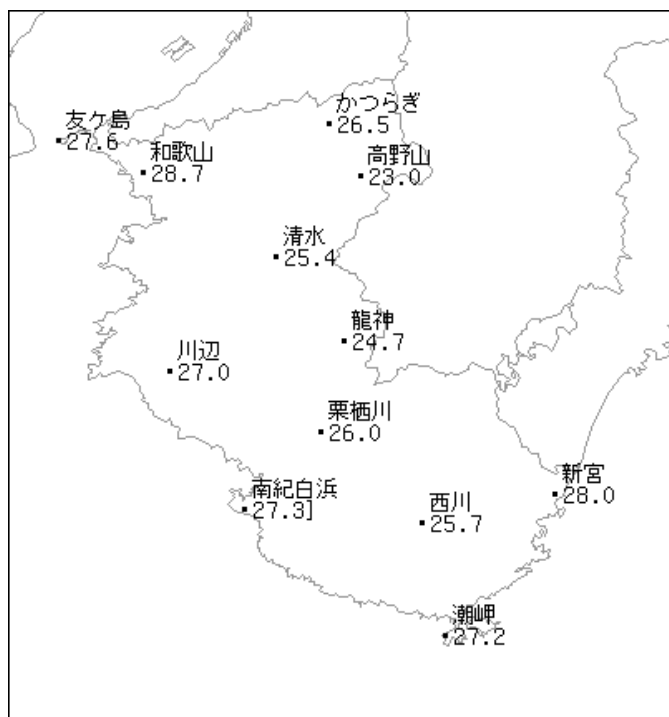 かつらぎ
26.5
友ケ島
27.6
和歌山
28.7
高野山
23.0
清水
25.4
龍神
24.7
川辺
27.0
栗栖川
26.0
南紀白浜
27.3]
西川
25.7
新宮
28.0
潮岬
27.2